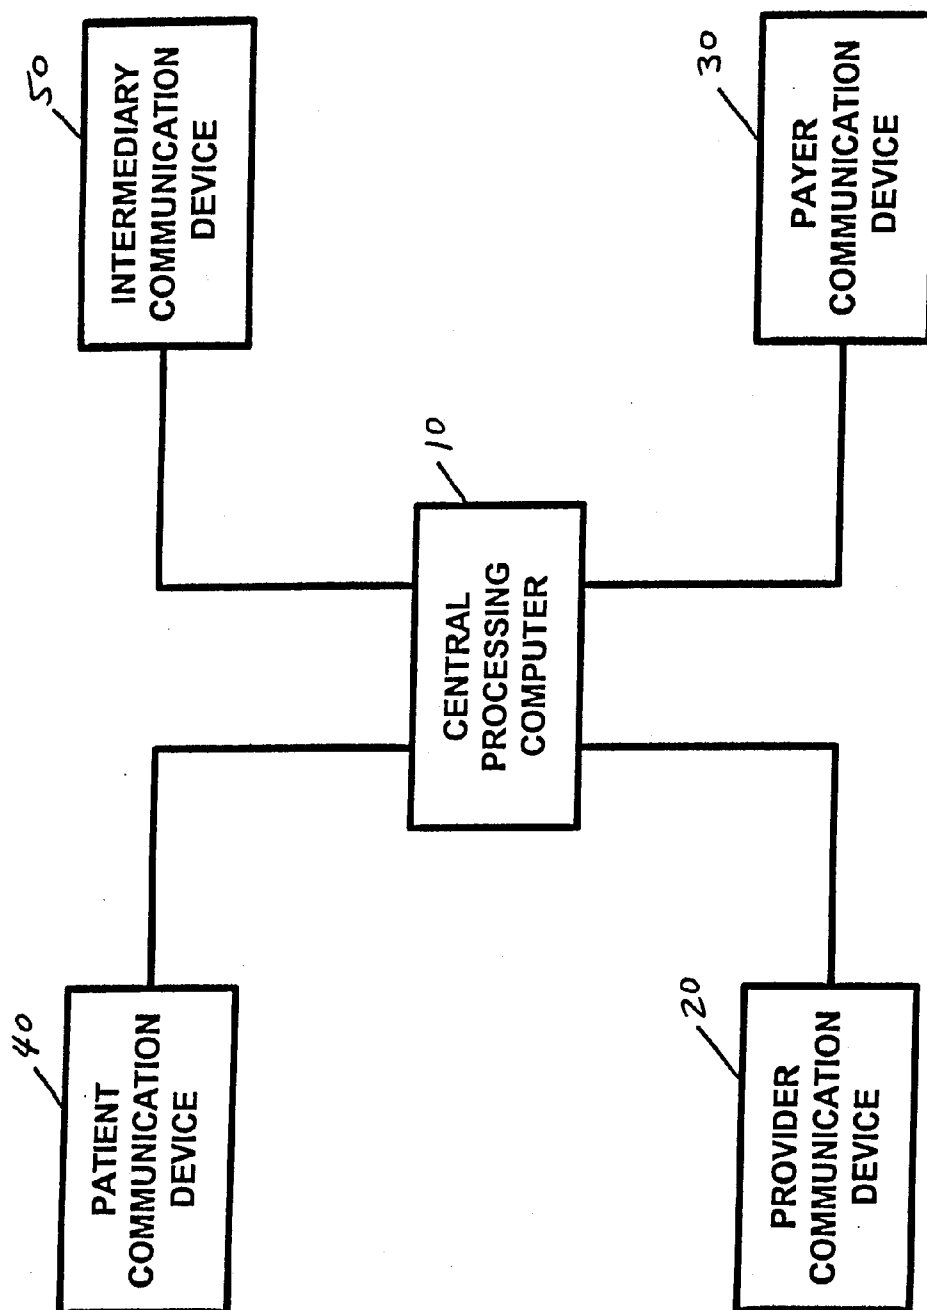 40
PATIENT
COMMUNICATION
DEVICE
50
INTERMEDIARY
COMMUNICATION
DEVICE
10
CENTRAL
PROCESSING
COMPUTER
20
PROVIDER
COMMUNICATION
DEVICE
30
PAYER
COMMUNICATION
DEVICE